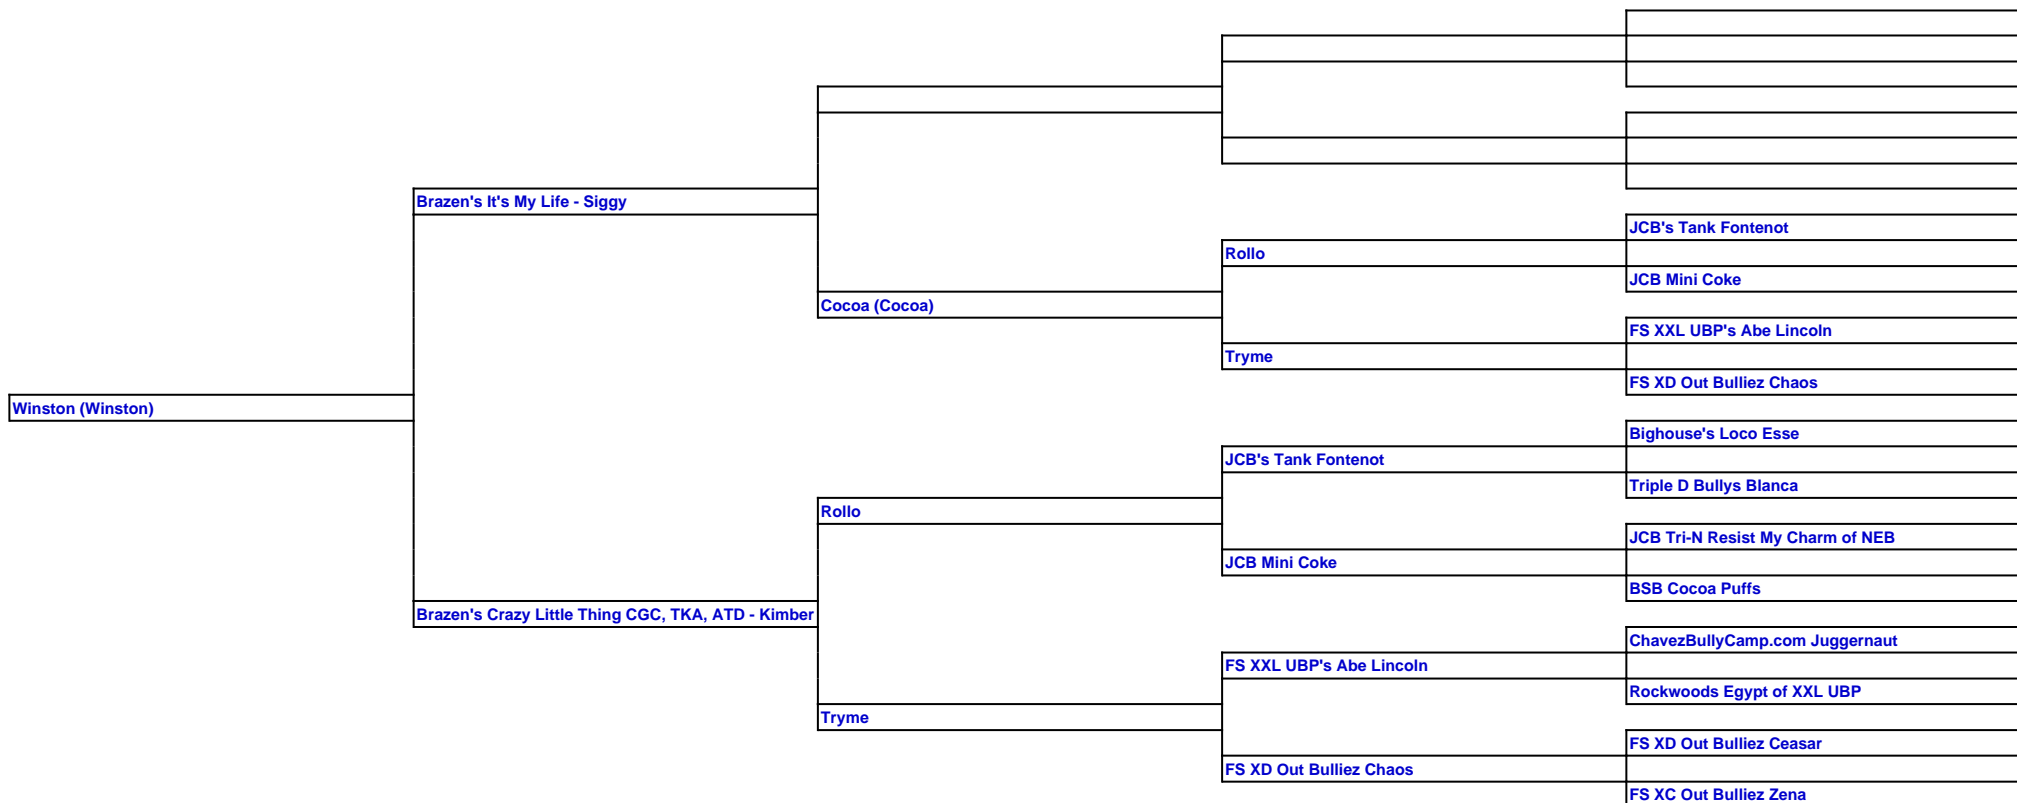 Brazen's It's My Life - Siggy
JCB's Tank Fontenot
Rollo
JCB Mini Coke
Cocoa (Cocoa)
FS XXL UBP's Abe Lincoln
Tryme
FS XD Out Bulliez Chaos
Winston (Winston)
Bighouse's Loco Esse
JCB's Tank Fontenot
Triple D Bullys Blanca
Rollo
JCB Tri-N Resist My Charm of NEB
JCB Mini Coke
BSB Cocoa Puffs
Brazen's Crazy Little Thing CGC, TKA, ATD - Kimber
ChavezBullyCamp.com Juggernaut
FS XXL UBP's Abe Lincoln
Rockwoods Egypt of XXL UBP
Tryme
FS XD Out Bulliez Ceasar
FS XD Out Bulliez Chaos
FS XC Out Bulliez Zena